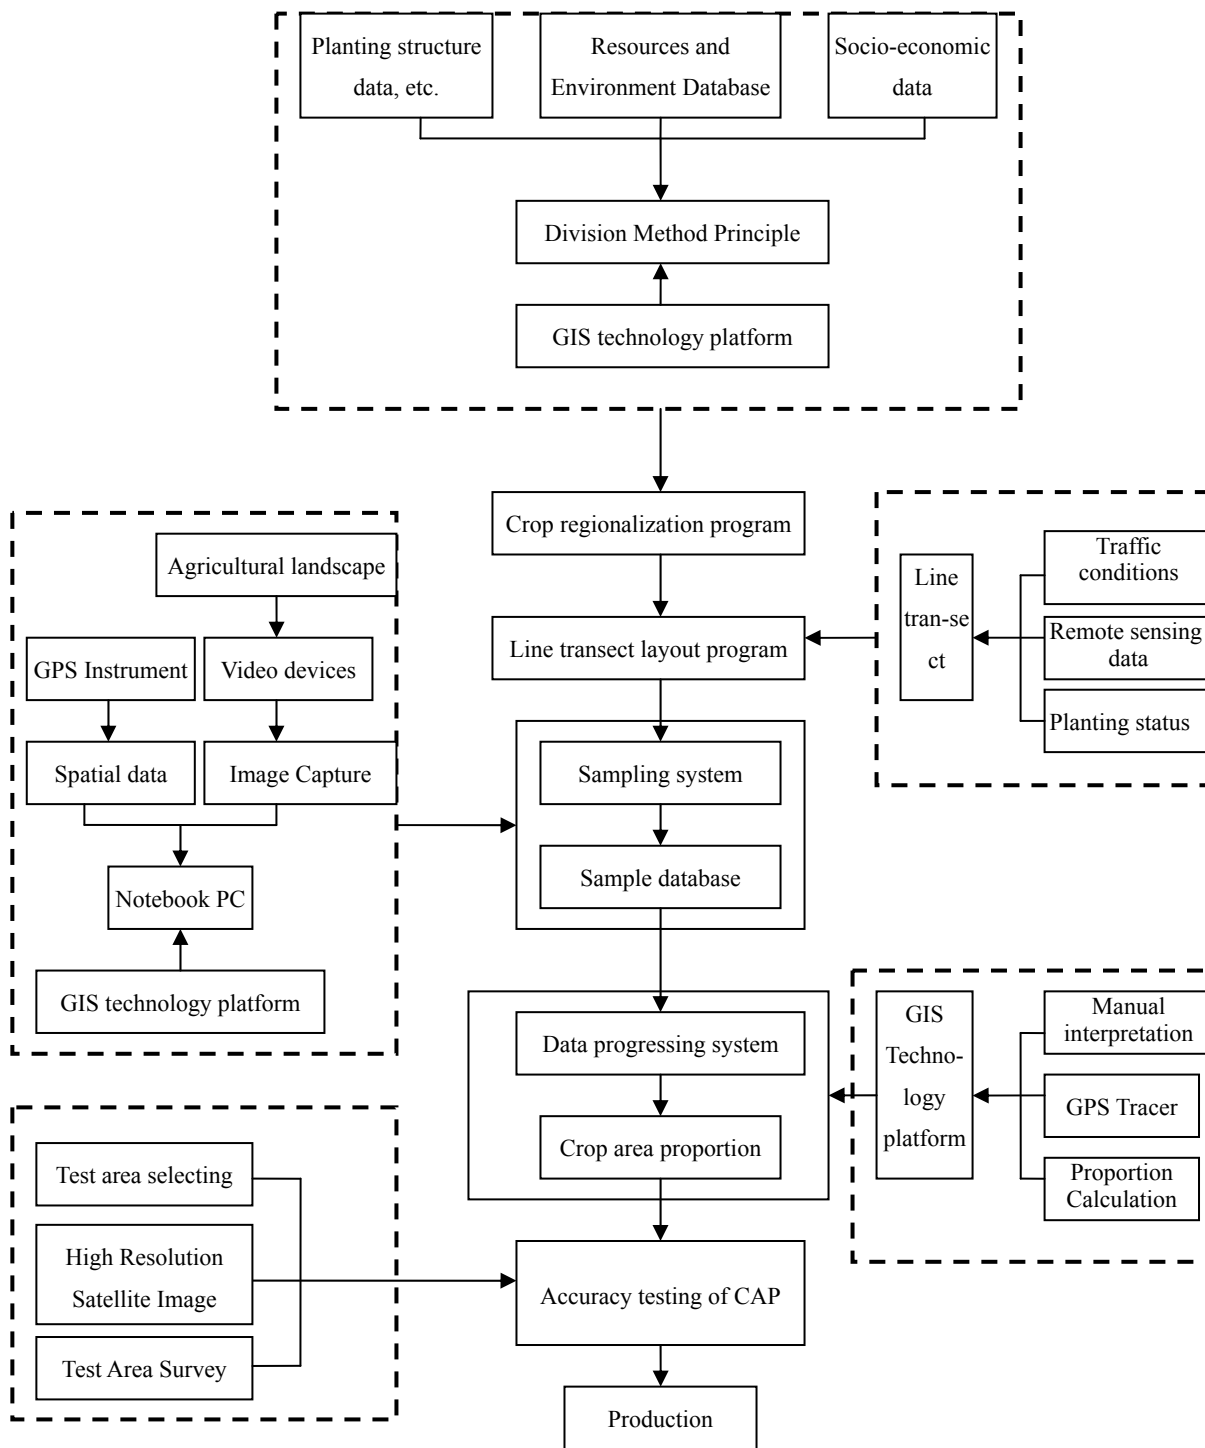 Planting structure
data, etc.
Resources and
Environment Database
Socio-economic
data
Division Method Principle
GIS technology platform
Crop regionalization program
Line transect layout program
Agricultural landscape
GPS Instrument
Video devices
Spatial data
Image Capture
Notebook PC
GIS technology platform
Line
tran-se
ct
Traffic
conditions
Remote sensing
data
Planting status
Sampling system
Sample database
Data progressing system
Crop area proportion
GIS
Techno-
logy
platform
Manual
interpretation
GPS Tracer
Proportion
Calculation
Test area selecting
High Resolution
Satellite Image
Test Area Survey
Accuracy testing of CAP
Production